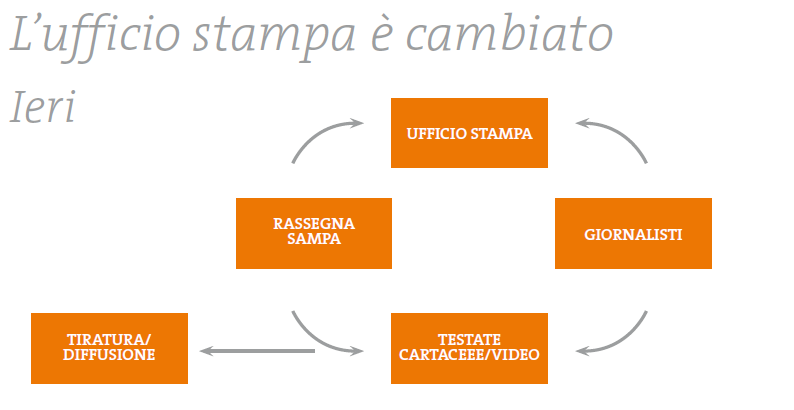 L'ufficio stampa è cambiato
Ieri
UFFICIO STAMPA
RASSEGNA
SAMPA
GIORNALISTI
TIRATURA/
DIFFUSIONE
TESTATE
CARTACEEE/VIDEO